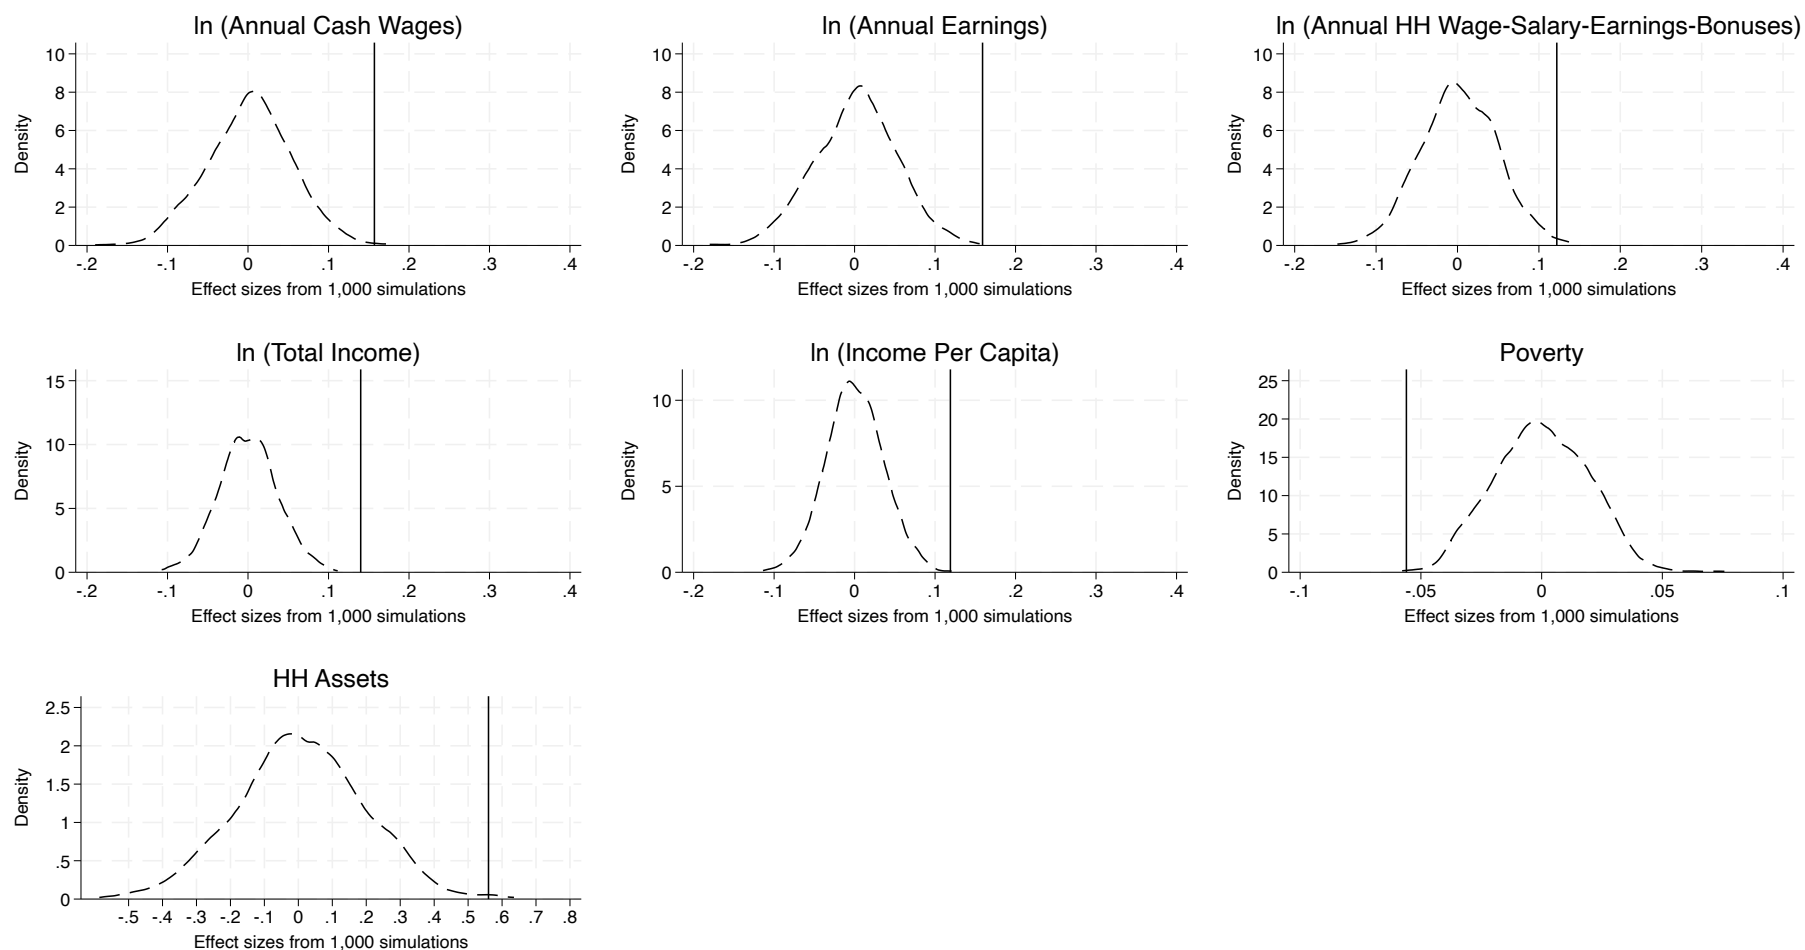 ln (Annual Cash Wages)
10
8
6
4
2
0
Density
-.2 -.1 0 .1 .2 .3 .4
Effect sizes from 1,000 simulations
ln (Annual Earnings)
10
8
6
4
2
0
Density
-.2 -.1 0 .1 .2 .3 .4
Effect sizes from 1,000 simulations
ln (Annual HH Wage-Salary-Earnings-Bonuses)
10
8
6
4
2
0
Density
-.2 -.1 0 .1 .2 .3 .4
Effect sizes from 1,000 simulations
ln (Total Income)
15
10
5
0
Density
-.2 -.1 0 .1 .2 .3 .4
Effect sizes from 1,000 simulations
ln (Income Per Capita)
10
5
0
Density
-.2 -.1 0 .1 .2 .3 .4
Effect sizes from 1,000 simulations
Poverty
25
20
15
10
5
0
Density
-.1 -.05 0 .05 .1
Effect sizes from 1,000 simulations
HH Assets
2.5
2
1.5
1
.5
0
Density
-.5 -.4 -.3 -.2 -.1 0 .1 .2 .3 .4 .5 .6 .7 .8
Effect sizes from 1,000 simulations